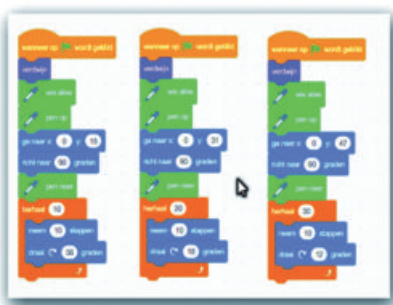 wanneer op wordt geklikt
verdwijn
wis alles
pen op
ga naar x: 0 y: 15
richt naar 90 graden
pen neer
herhaal 10
neem 10 stappen
draai 36 graden
wanneer op wordt geklikt
verdwijn
wis alles
pen op
ga naar x: 0 y: 31
richt naar 90 graden
pen neer
herhaal 20
neem 10 stappen
draai 18 graden
wanneer op wordt geklikt
verdwijn
wis alles
pen op
ga naar x: 0 y: 47
richt naar 90 graden
pen neer
herhaal 30
neem 10 stappen
draai 12 graden